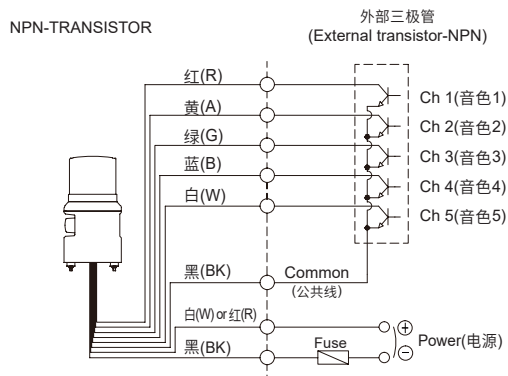 NPN-TRANSISTOR
外部三极管
(External transistor-NPN)
红(R)
Ch 1(音色1)
黄(A)
Ch 2(音色2)
绿(G)
Ch 3(音色3)
蓝(B)
Ch 4(音色4)
白(W)
Ch 5(音色5)
黑(BK)
Common
(公共线)
白(W) or 红(R)
Power(电源)
黑(BK)
Fuse